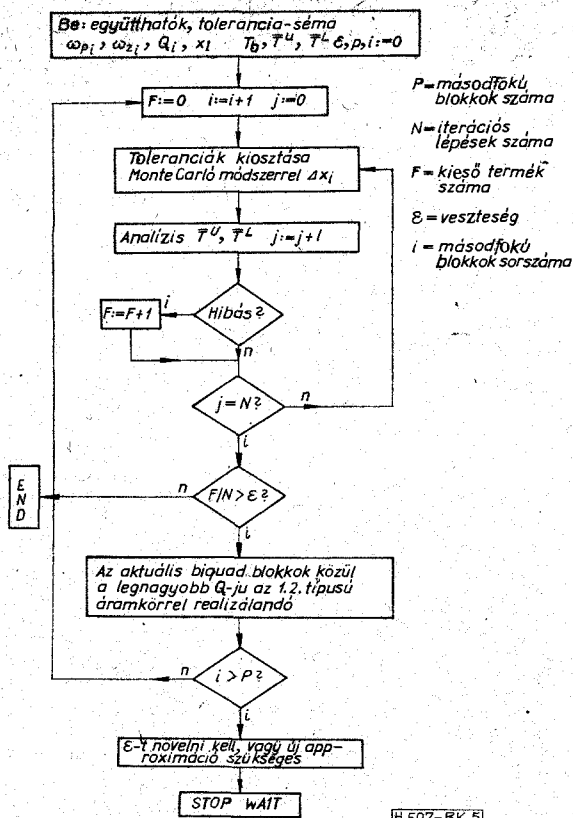 Be: együtthatók, tolerancia-séma
ωpi, ωzi, Qi, x1 Tb, T̅U, T̅L ε, p, i:=0
F:=0 i:=i+1 j:=0
Toleranciák kiosztása
Monte Carló módszerrel Δxi
Analízis T̅U, T̅L j:=j+1
Hibás?
i
F:=F+1
n
j=N?
n
i
F/N>ε?
n
E
N
D
i
Az aktuális biquad blokkok közül
a legnagyobb Q-ju az 1.2. típusú
áramkörrel realizálandó
i>P?
n
i
ε-t növelni kell, vagy új app-
roximáció szükséges
STOP WAIT
P=másodfokú
blokkok száma
N=iterációs
lépések száma
F=kieső termék
száma
ε=veszteség
i=másodfokú
blokkok sorszáma
H 597-BK 5